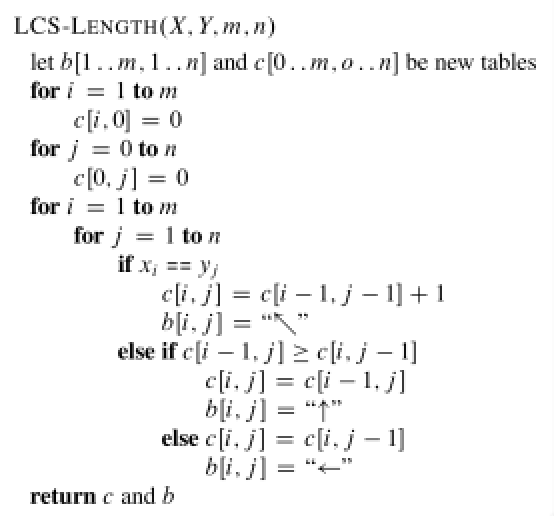 LCS-LENGTH(X, Y, m, n)
let b[1 . . m, 1 . . n] and c[0 . . m, o . . n] be new tables
for i = 1 to m
c[i, 0] = 0
for j = 0 to n
c[0, j] = 0
for i = 1 to m
for j = 1 to n
if xᵢ == yⱼ
c[i, j] = c[i − 1, j − 1] + 1
b[i, j] = “↖”
else if c[i − 1, j] ≥ c[i, j − 1]
c[i, j] = c[i − 1, j]
b[i, j] = “↑”
else c[i, j] = c[i, j − 1]
b[i, j] = “←”
return c and b